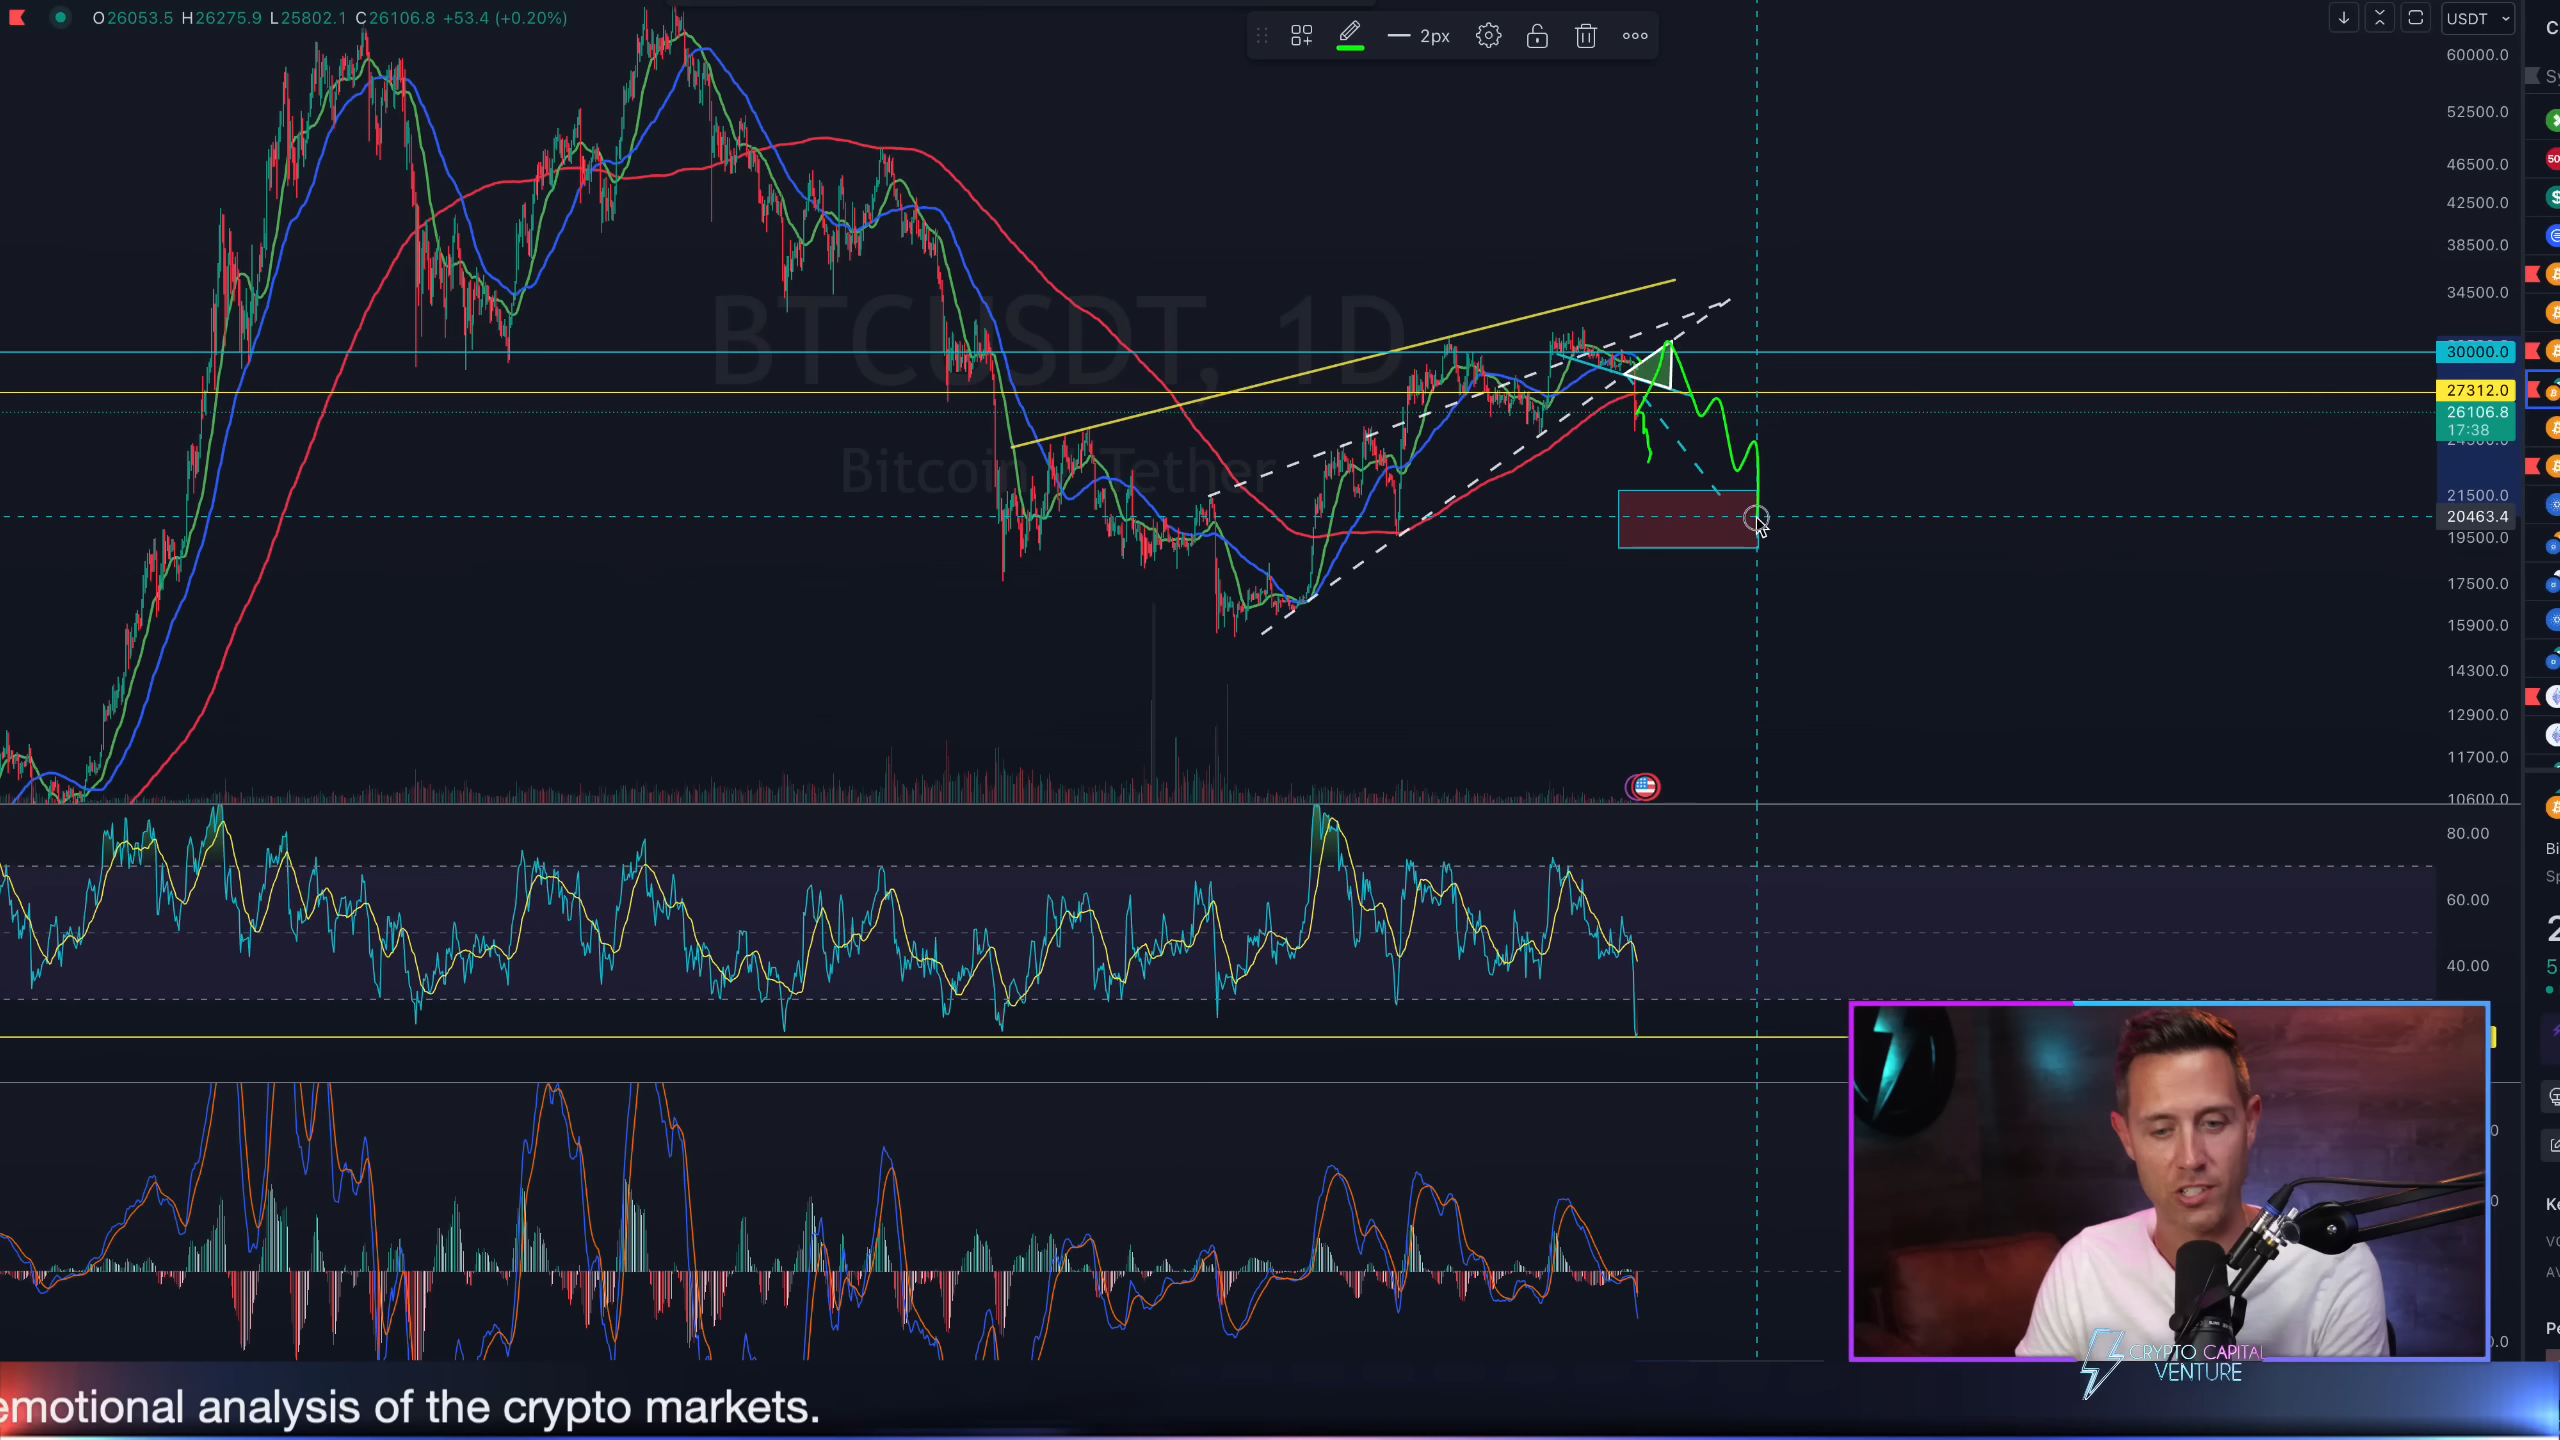 O26053.5 H26275.9 L25802.1 C26106.8 +53.4 (+0.20%)
2px
USDT
60000.0
52500.0
46500.0
42500.0
38500.0
34500.0
30000.0
27312.0
26106.8
17:38
24500.0
21500.0
20463.4
19500.0
17500.0
15900.0
14300.0
12900.0
11700.0
10600.0
BTCUSDT, 1D
Bitcoin Tether
80.00
60.00
40.00
CRYPTO CAPITAL
VENTURE
emotional analysis of the crypto markets.